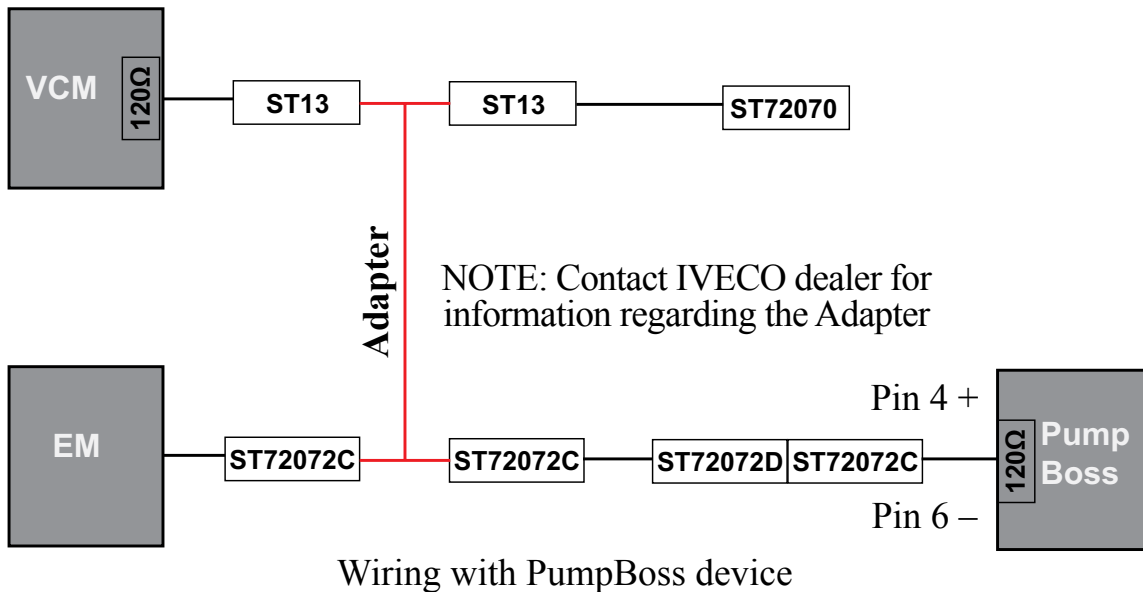 VCM
120Ω
ST13
ST13
ST72070
Adapter
NOTE: Contact IVECO dealer for
information regarding the Adapter
EM
ST72072C
ST72072C
ST72072D
ST72072C
Pin 4 +
Pin 6 –
120Ω
Pump
Boss
Wiring with PumpBoss device